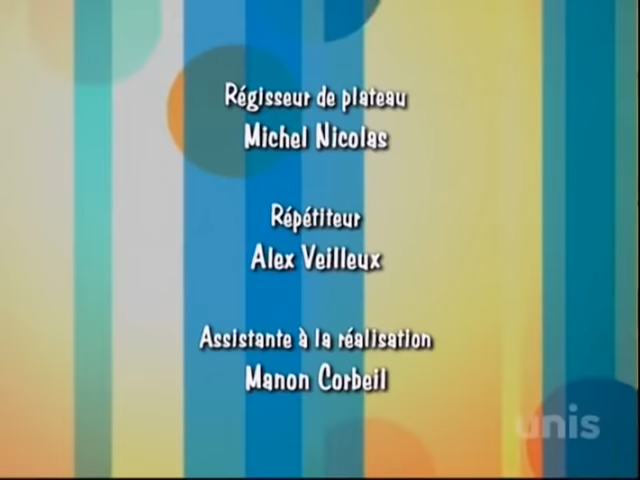 Régisseur de plateau
Michel Nicolas
Répétiteur
Alex Veilleux
Assistante à la réalisation
Manon Corbeil
unis